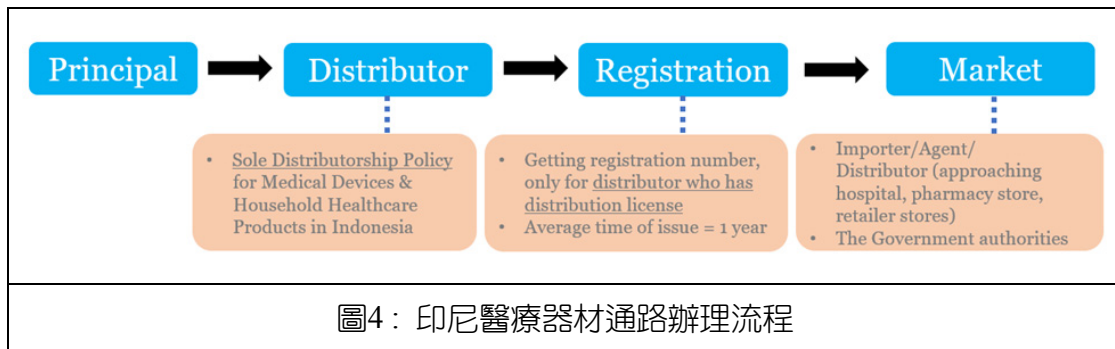 Principal
Distributor
Registration
Market
• Sole Distributorship Policy
for Medical Devices &
Household Healthcare
Products in Indonesia
• Getting registration number,
only for distributor who has
distribution license
• Average time of issue = 1 year
• Importer/Agent/
Distributor (approaching
hospital, pharmacy store,
retailer stores)
• The Government authorities
圖4：印尼醫療器材通路辦理流程